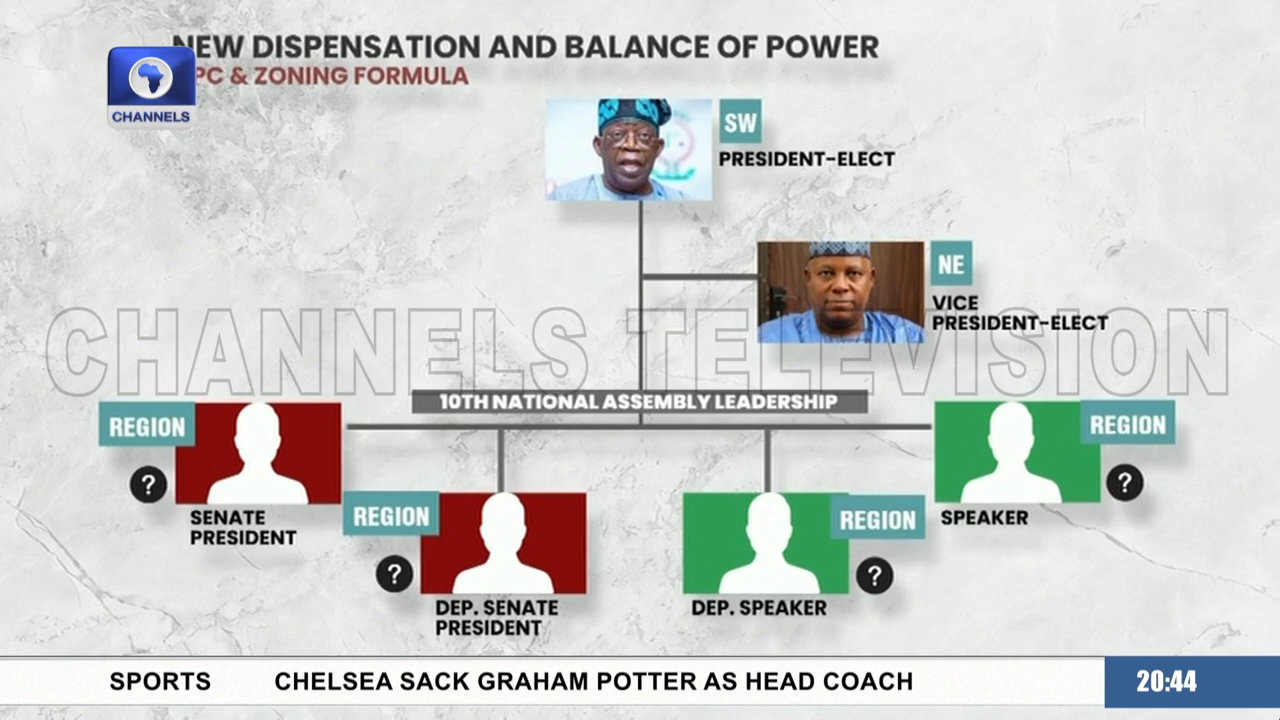 NEW DISPENSATION AND BALANCE OF POWER
PC & ZONING FORMULA
CHANNELS
SW
PRESIDENT-ELECT
NE
VICE
PRESIDENT-ELECT
CHANNELS TELEVISION
10TH NATIONAL ASSEMBLY LEADERSHIP
REGION
?
SENATE
PRESIDENT
REGION
?
DEP. SENATE
PRESIDENT
REGION
?
DEP. SPEAKER
REGION
?
SPEAKER
SPORTS CHELSEA SACK GRAHAM POTTER AS HEAD COACH
20:44